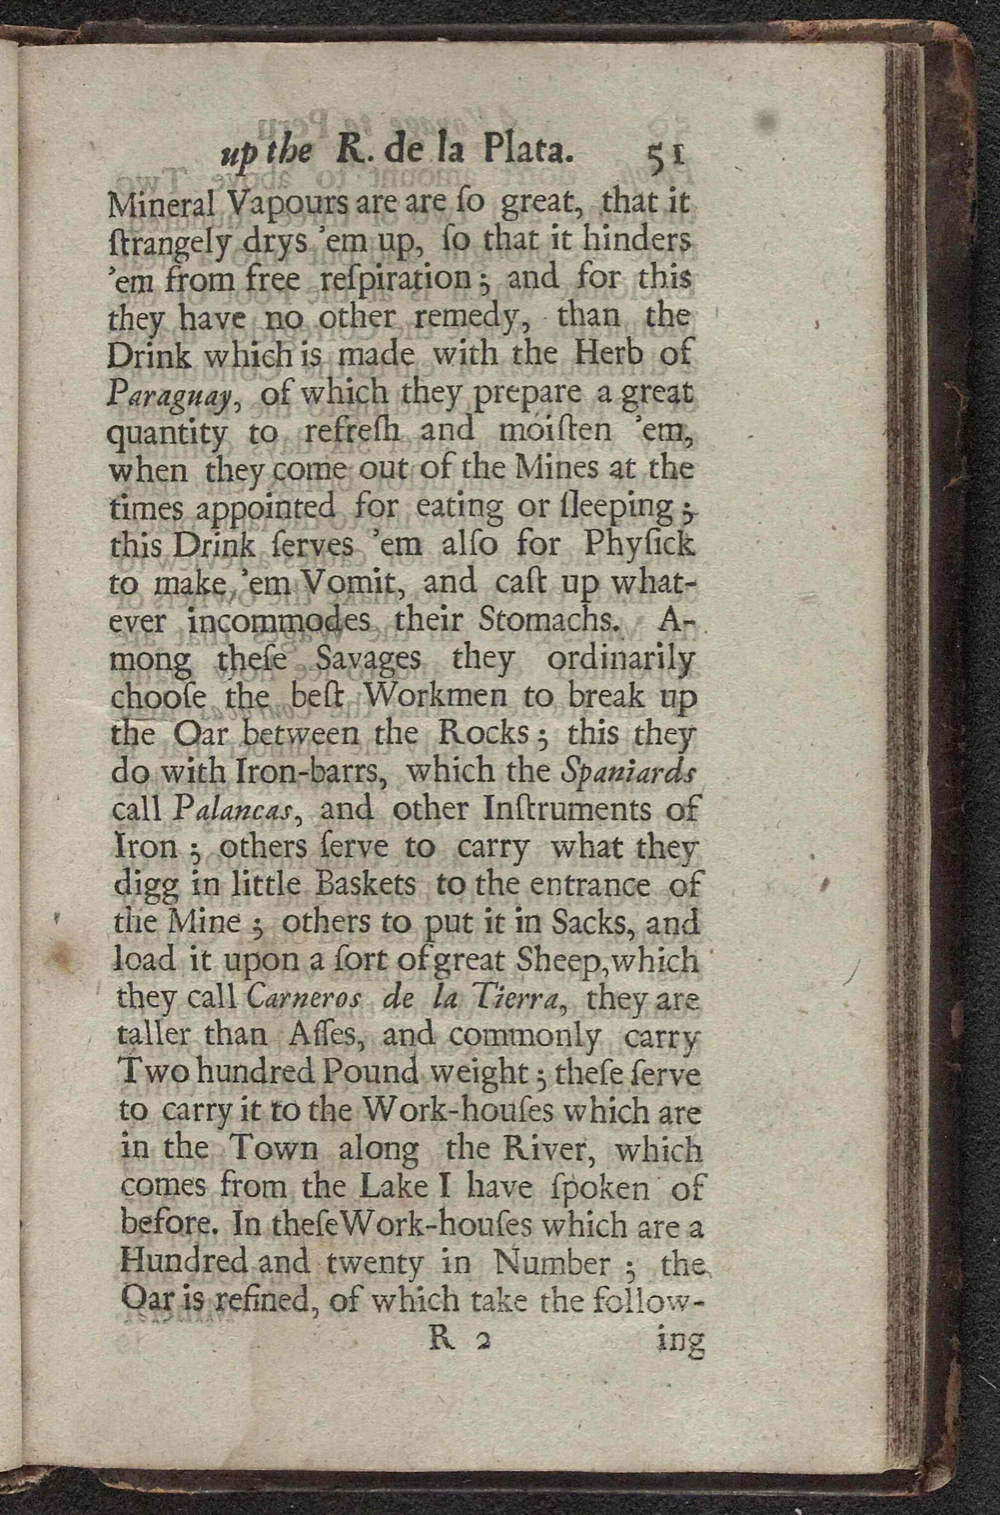 up the R. de la Plata. 51
Mineral Vapours are are ſo great, that it
ſtrangely drys 'em up, ſo that it hinders
'em from free reſpiration; and for this
they have no other remedy, than the
Drink which is made with the Herb of
Paraguay, of which they prepare a great
quantity to refreſh and moiſten 'em,
when they come out of the Mines at the
times appointed for eating or ſleeping;
this Drink ſerves 'em alſo for Phyſick
to make 'em Vomit, and caſt up what-
ever incommodes their Stomachs. A-
mong theſe Savages they ordinarily
chooſe the beſt Workmen to break up
the Oar between the Rocks; this they
do with Iron-barrs, which the Spaniards
call Palancas, and other Inſtruments of
Iron; others ſerve to carry what they
digg in little Baskets to the entrance of
the Mine; others to put it in Sacks, and
load it upon a ſort of great Sheep, which
they call Carneros de la Tierra, they are
taller than Aſſes, and commonly carry
Two hundred Pound weight; theſe ſerve
to carry it to the Work-houſes which are
in the Town along the River, which
comes from the Lake I have ſpoken of
before. In theſe Work-houſes which are a
Hundred and twenty in Number; the
Oar is refined, of which take the follow-
R 2 ing